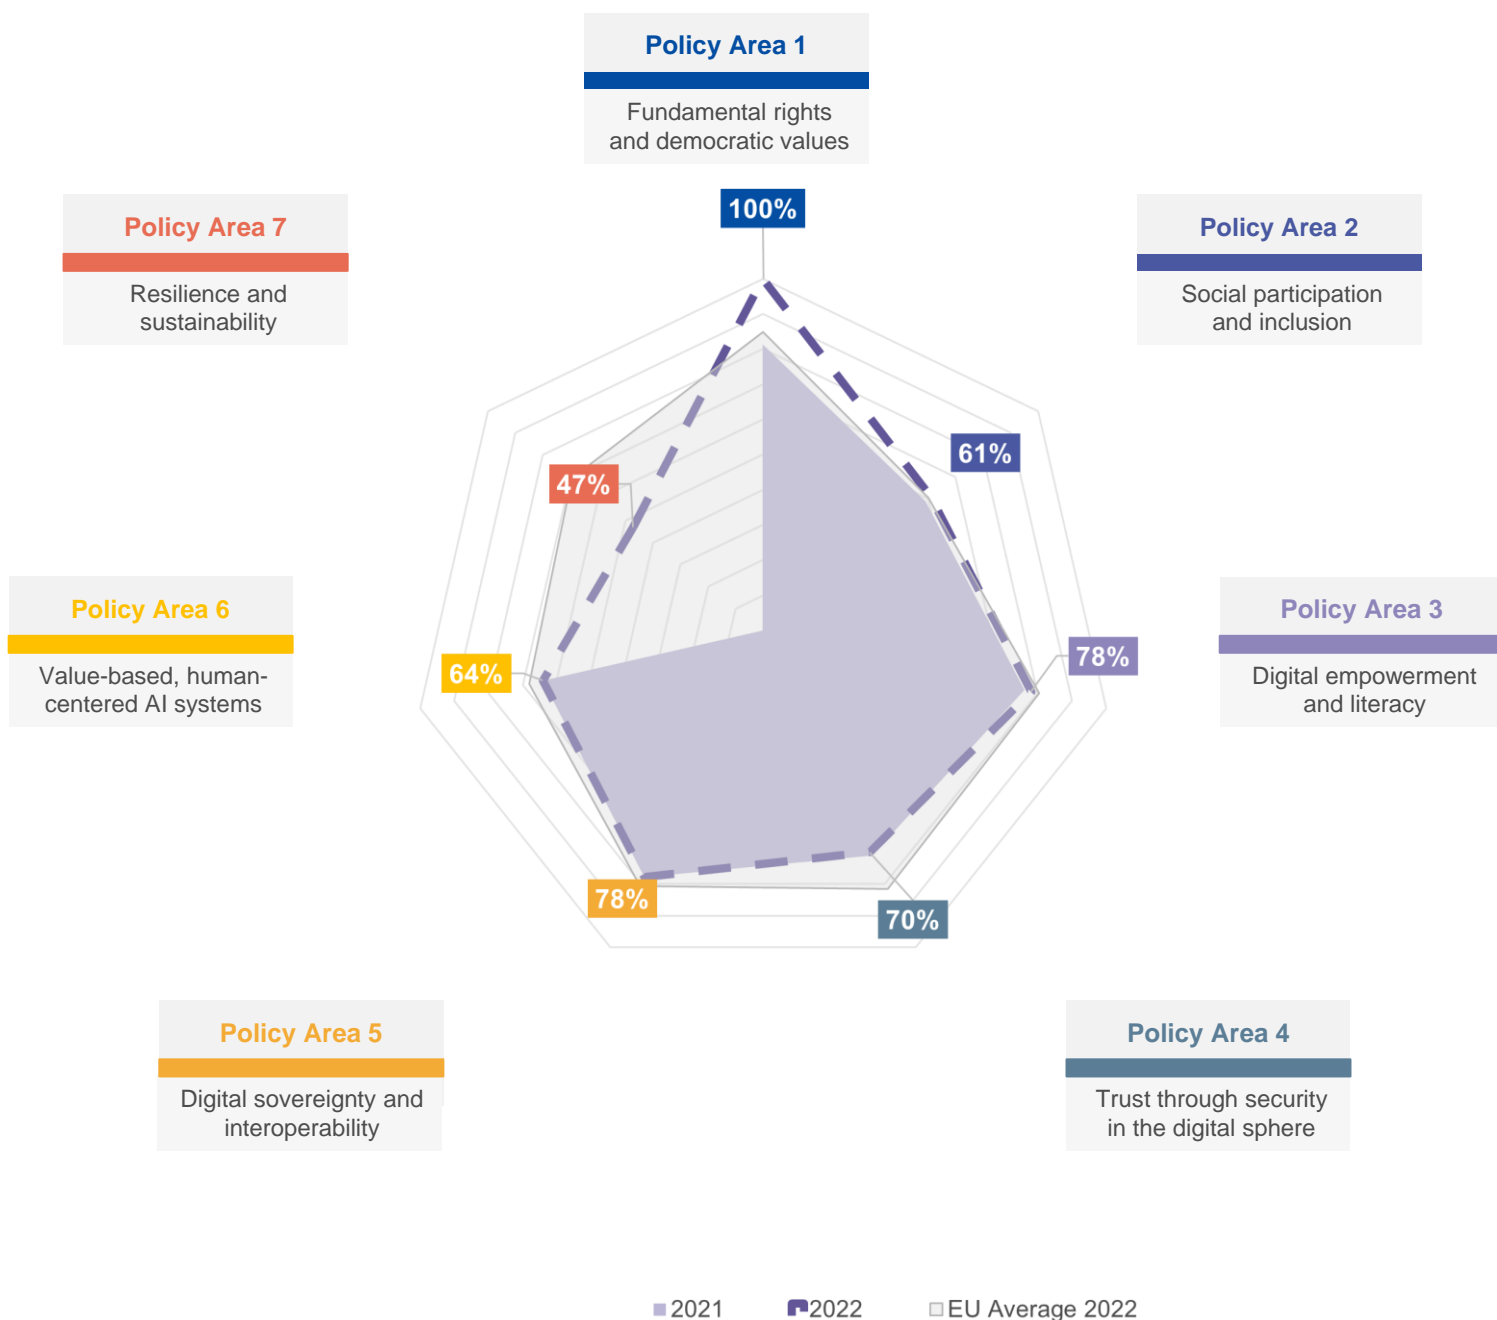 Policy Area 1
Fundamental rights
and democratic values
100%
Policy Area 7
Resilience and
sustainability
Policy Area 2
Social participation
and inclusion
61%
47%
Policy Area 6
Value-based, human-
centered AI systems
64%
Policy Area 3
Digital empowerment
and literacy
78%
78%
70%
Policy Area 5
Digital sovereignty and
interoperability
Policy Area 4
Trust through security
in the digital sphere
2021
2022
EU Average 2022